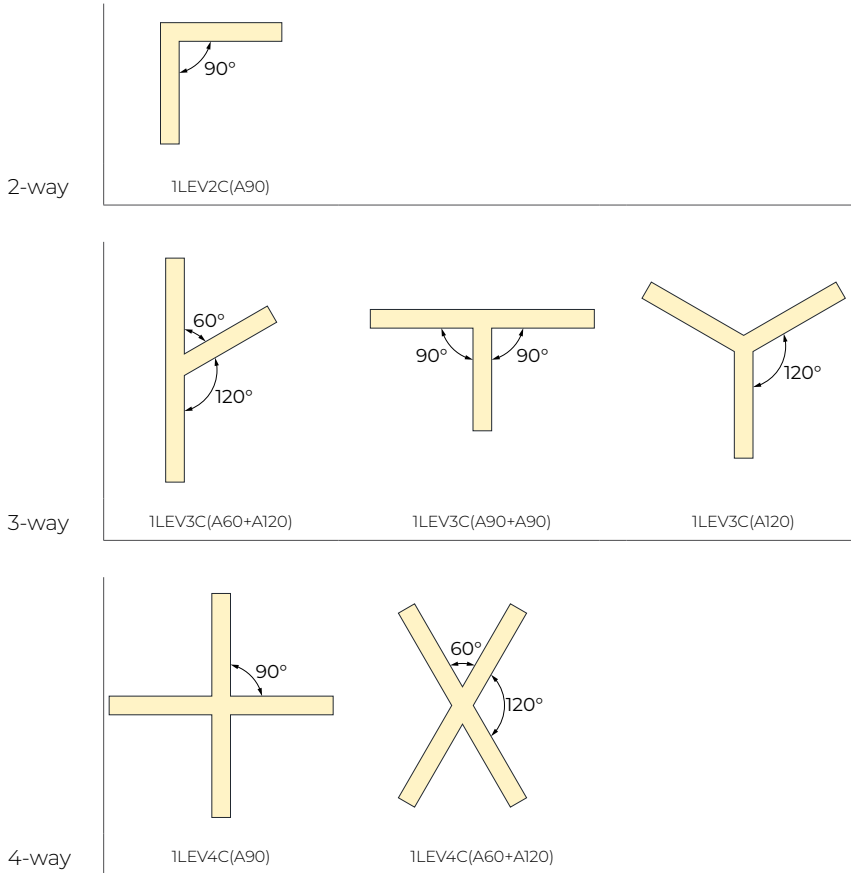 90°
2-way
1LEV2C(A90)
60°
120°
90°
90°
120°
3-way
1LEV3C(A60+A120)
1LEV3C(A90+A90)
1LEV3C(A120)
90°
60°
120°
4-way
1LEV4C(A90)
1LEV4C(A60+A120)